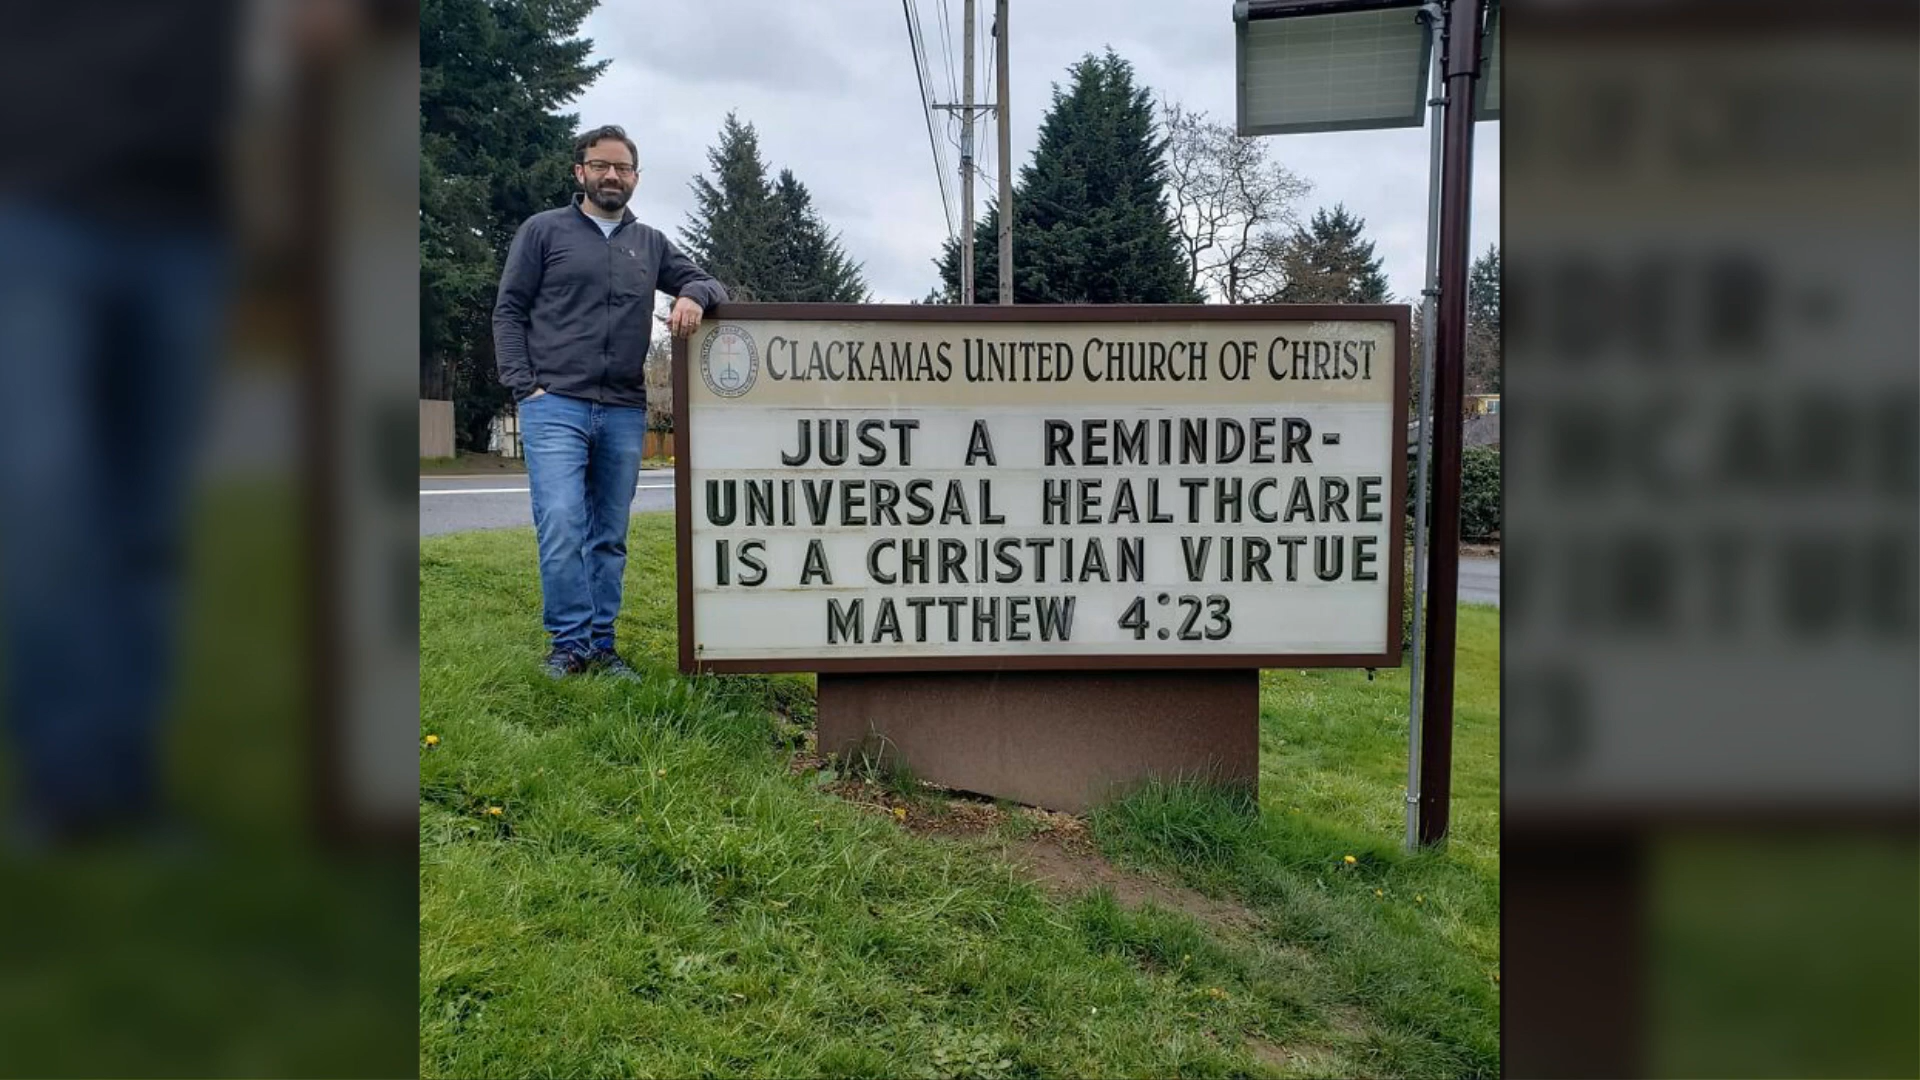 CLACKAMAS UNITED CHURCH OF CHRIST
JUST A REMINDER-
UNIVERSAL HEALTHCARE
IS A CHRISTIAN VIRTUE
MATTHEW 4:23